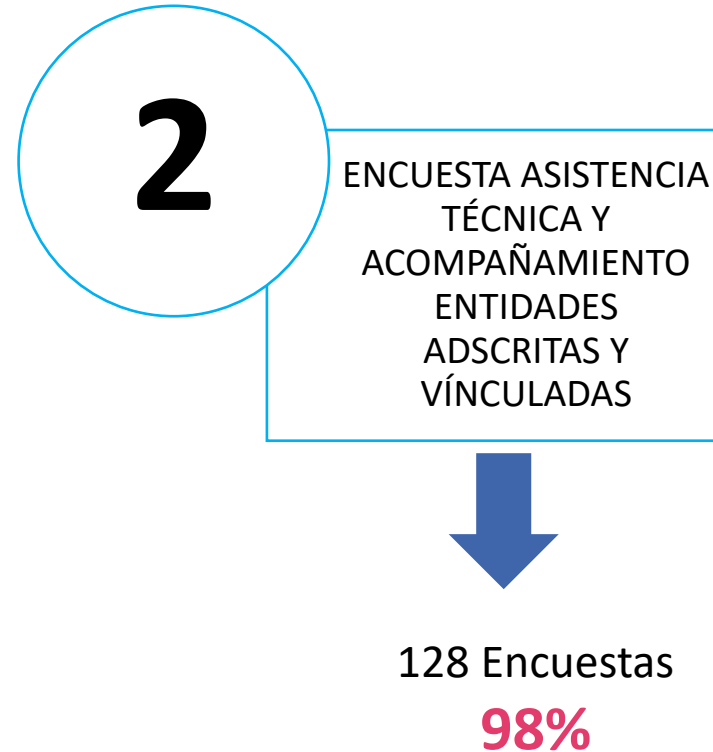 2
ENCUESTA ASISTENCIA
TÉCNICA Y
ACOMPAÑAMIENTO
ENTIDADES
ADSCRITAS Y
VÍNCULADAS
128 Encuestas
98%